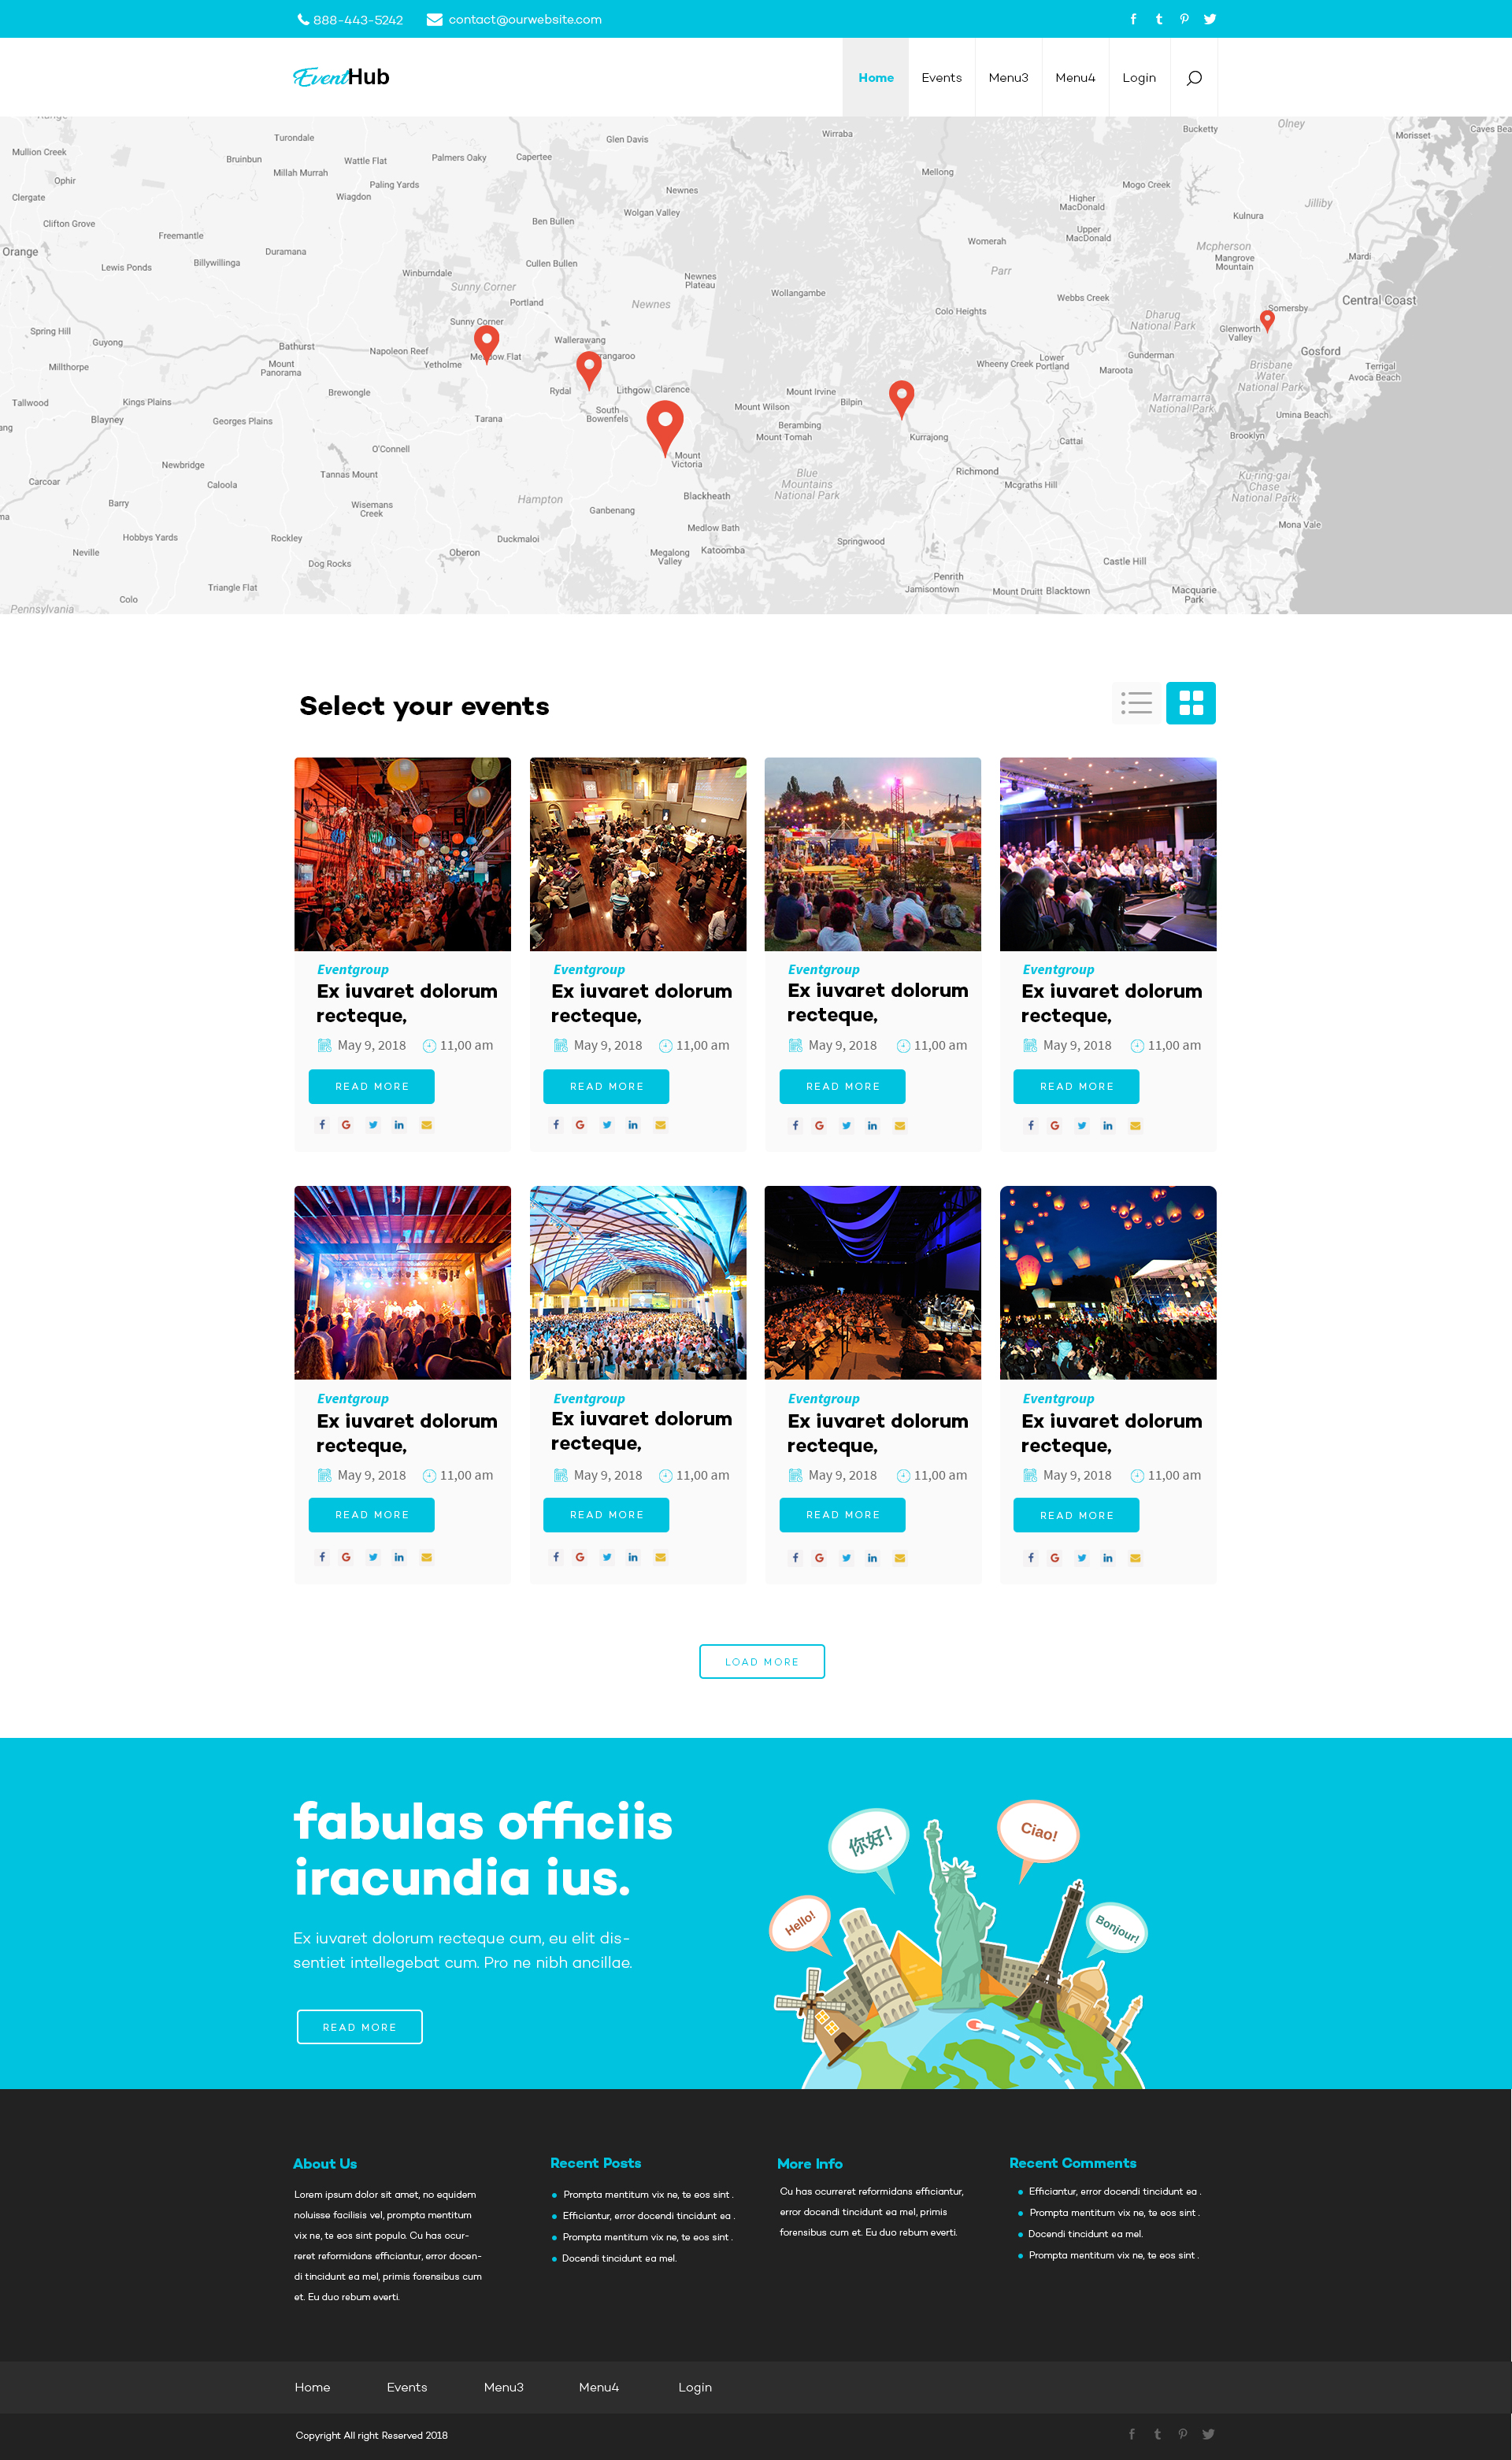 888-443-5242 contact@ourwebsite.com
EventHub
Home Events Menu3 Menu4 Login
Turondale
Glen Davis
Wirraba
Bucketty
Olney
Morisset
Mullion Creek
Bruinbun
Wattle Flat
Palmers Oaky
Capertee
Millah Murrah
Mellong
Ophir
Paling Yards
Newnes
Mogo Creek
Clergate
Wiagdon
Higher
MacDonald
Jilliby
Wolgan Valley
Kulnura
Clifton Grove
Ben Bullen
Upper
MacDonald
Freemantle
Womerah
Mcpherson
Orange
Duramana
Mangrove
Mountain
Mardi
Lewis Ponds
Billywillinga
Cullen Bullen
Parr
Winburndale
Newnes
Plateau
Sunny Corner
Wollangambe
Webbs Creek
Central Coast
Portland
Newnes
Colo Heights
Somersby
Sunny Corner
Dharug
National Park
Glenworth
Valley
Spring Hill
Guyong
Bathurst
Napoleon Reef
Wallerawang
Gosford
Millthorpe
Mount
Panorama
Yetholme
Wheeny Creek
Lower
Portland
Gunderman
Brisbane
Water
National Park
Terrigal
Avoca Beach
Maroota
Brewongle
Rydal
Lithgow
Clarence
Mount Irvine
Marramarra
National Park
Tallwood
Kings Plains
Mount Wilson
Bilpin
South
Bowenfels
Umina Beach
Blayney
Georges Plains
Tarana
Berambing
Mount Tomah
Kurrajong
Cattai
Brooklyn
O'Connell
Mount
Victoria
Newbridge
Tannas Mount
Blue
Mountains
National Park
Richmond
Ku-ring-gai
Chase
National Park
Carcoar
Caloola
Mcgraths Hill
Barry
Wisemans
Creek
Hampton
Blackheath
Ganbenang
Mona Vale
Medlow Bath
Hobbys Yards
Rockley
Duckmaloi
Springwood
Neville
Oberon
Megalong
Valley
Katoomba
Castle Hill
Dog Rocks
Penrith
Triangle Flat
Jamisontown
Mount Druitt
Blacktown
Macquarie
Park
Colo
Pennsylvania
Select your events
Eventgroup
Ex iuvaret dolorum
recteque,
May 9, 2018 11,00 am
READ MORE
Eventgroup
Ex iuvaret dolorum
recteque,
May 9, 2018 11,00 am
READ MORE
Eventgroup
Ex iuvaret dolorum
recteque,
May 9, 2018 11,00 am
READ MORE
Eventgroup
Ex iuvaret dolorum
recteque,
May 9, 2018 11,00 am
READ MORE
Eventgroup
Ex iuvaret dolorum
recteque,
May 9, 2018 11,00 am
READ MORE
Eventgroup
Ex iuvaret dolorum
recteque,
May 9, 2018 11,00 am
READ MORE
Eventgroup
Ex iuvaret dolorum
recteque,
May 9, 2018 11,00 am
READ MORE
Eventgroup
Ex iuvaret dolorum
recteque,
May 9, 2018 11,00 am
READ MORE
LOAD MORE
fabulas officiis
iracundia ius.
Ex iuvaret dolorum recteque cum, eu elit dis-
sentiet intellegebat cum. Pro ne nibh ancillae.
READ MORE
你好!
Ciao!
Hello!
Bonjour!
About Us
Lorem ipsum dolor sit amet, no equidem
noluisse facilisis vel, prompta mentitum
vix ne, te eos sint populo. Cu has ocur-
reret reformidans efficiantur, error docen-
di tincidunt ea mel, primis forensibus cum
et. Eu duo rebum everti.
Recent Posts
Prompta mentitum vix ne, te eos sint .
Efficiantur, error docendi tincidunt ea .
Prompta mentitum vix ne, te eos sint .
Docendi tincidunt ea mel.
More Info
Cu has ocurreret reformidans efficiantur,
error docendi tincidunt ea mel, primis
forensibus cum et. Eu duo rebum everti.
Recent Comments
Efficiantur, error docendi tincidunt ea .
Prompta mentitum vix ne, te eos sint .
Docendi tincidunt ea mel.
Prompta mentitum vix ne, te eos sint .
Home Events Menu3 Menu4 Login
Copyright All right Reserved 2018